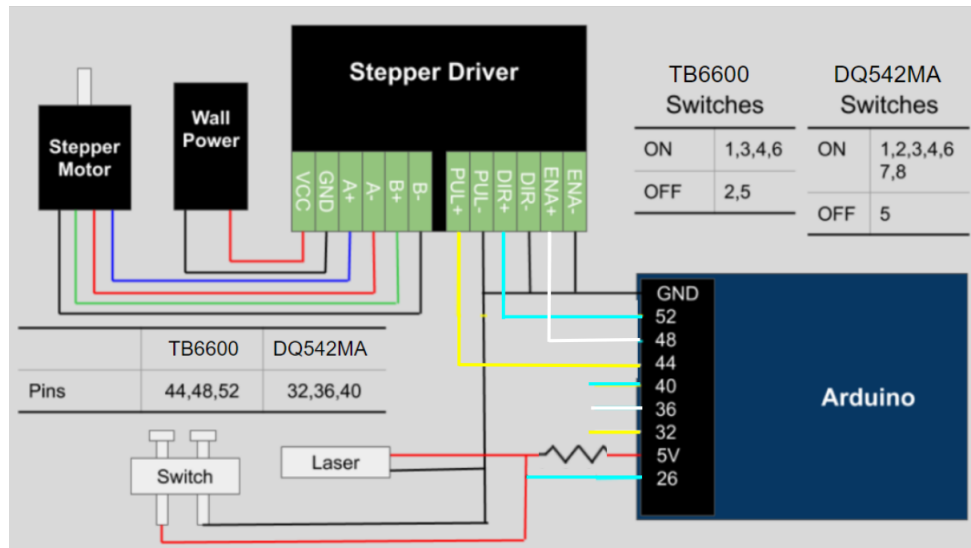 Stepper Driver
TB6600
Switches
DQ542MA
Switches
Wall
Power
Stepper
Motor
ON
1,3,4,6
OFF
2,5
ON
1,2,3,4,6
7,8
OFF
5
VCC
GND
A+
A-
B+
B-
PUL+
PUL-
DIR+
DIR-
ENA+
ENA-
GND
52
48
44
40
36
32
5V
26
Arduino
TB6600
DQ542MA
Pins
44,48,52
32,36,40
Switch
Laser